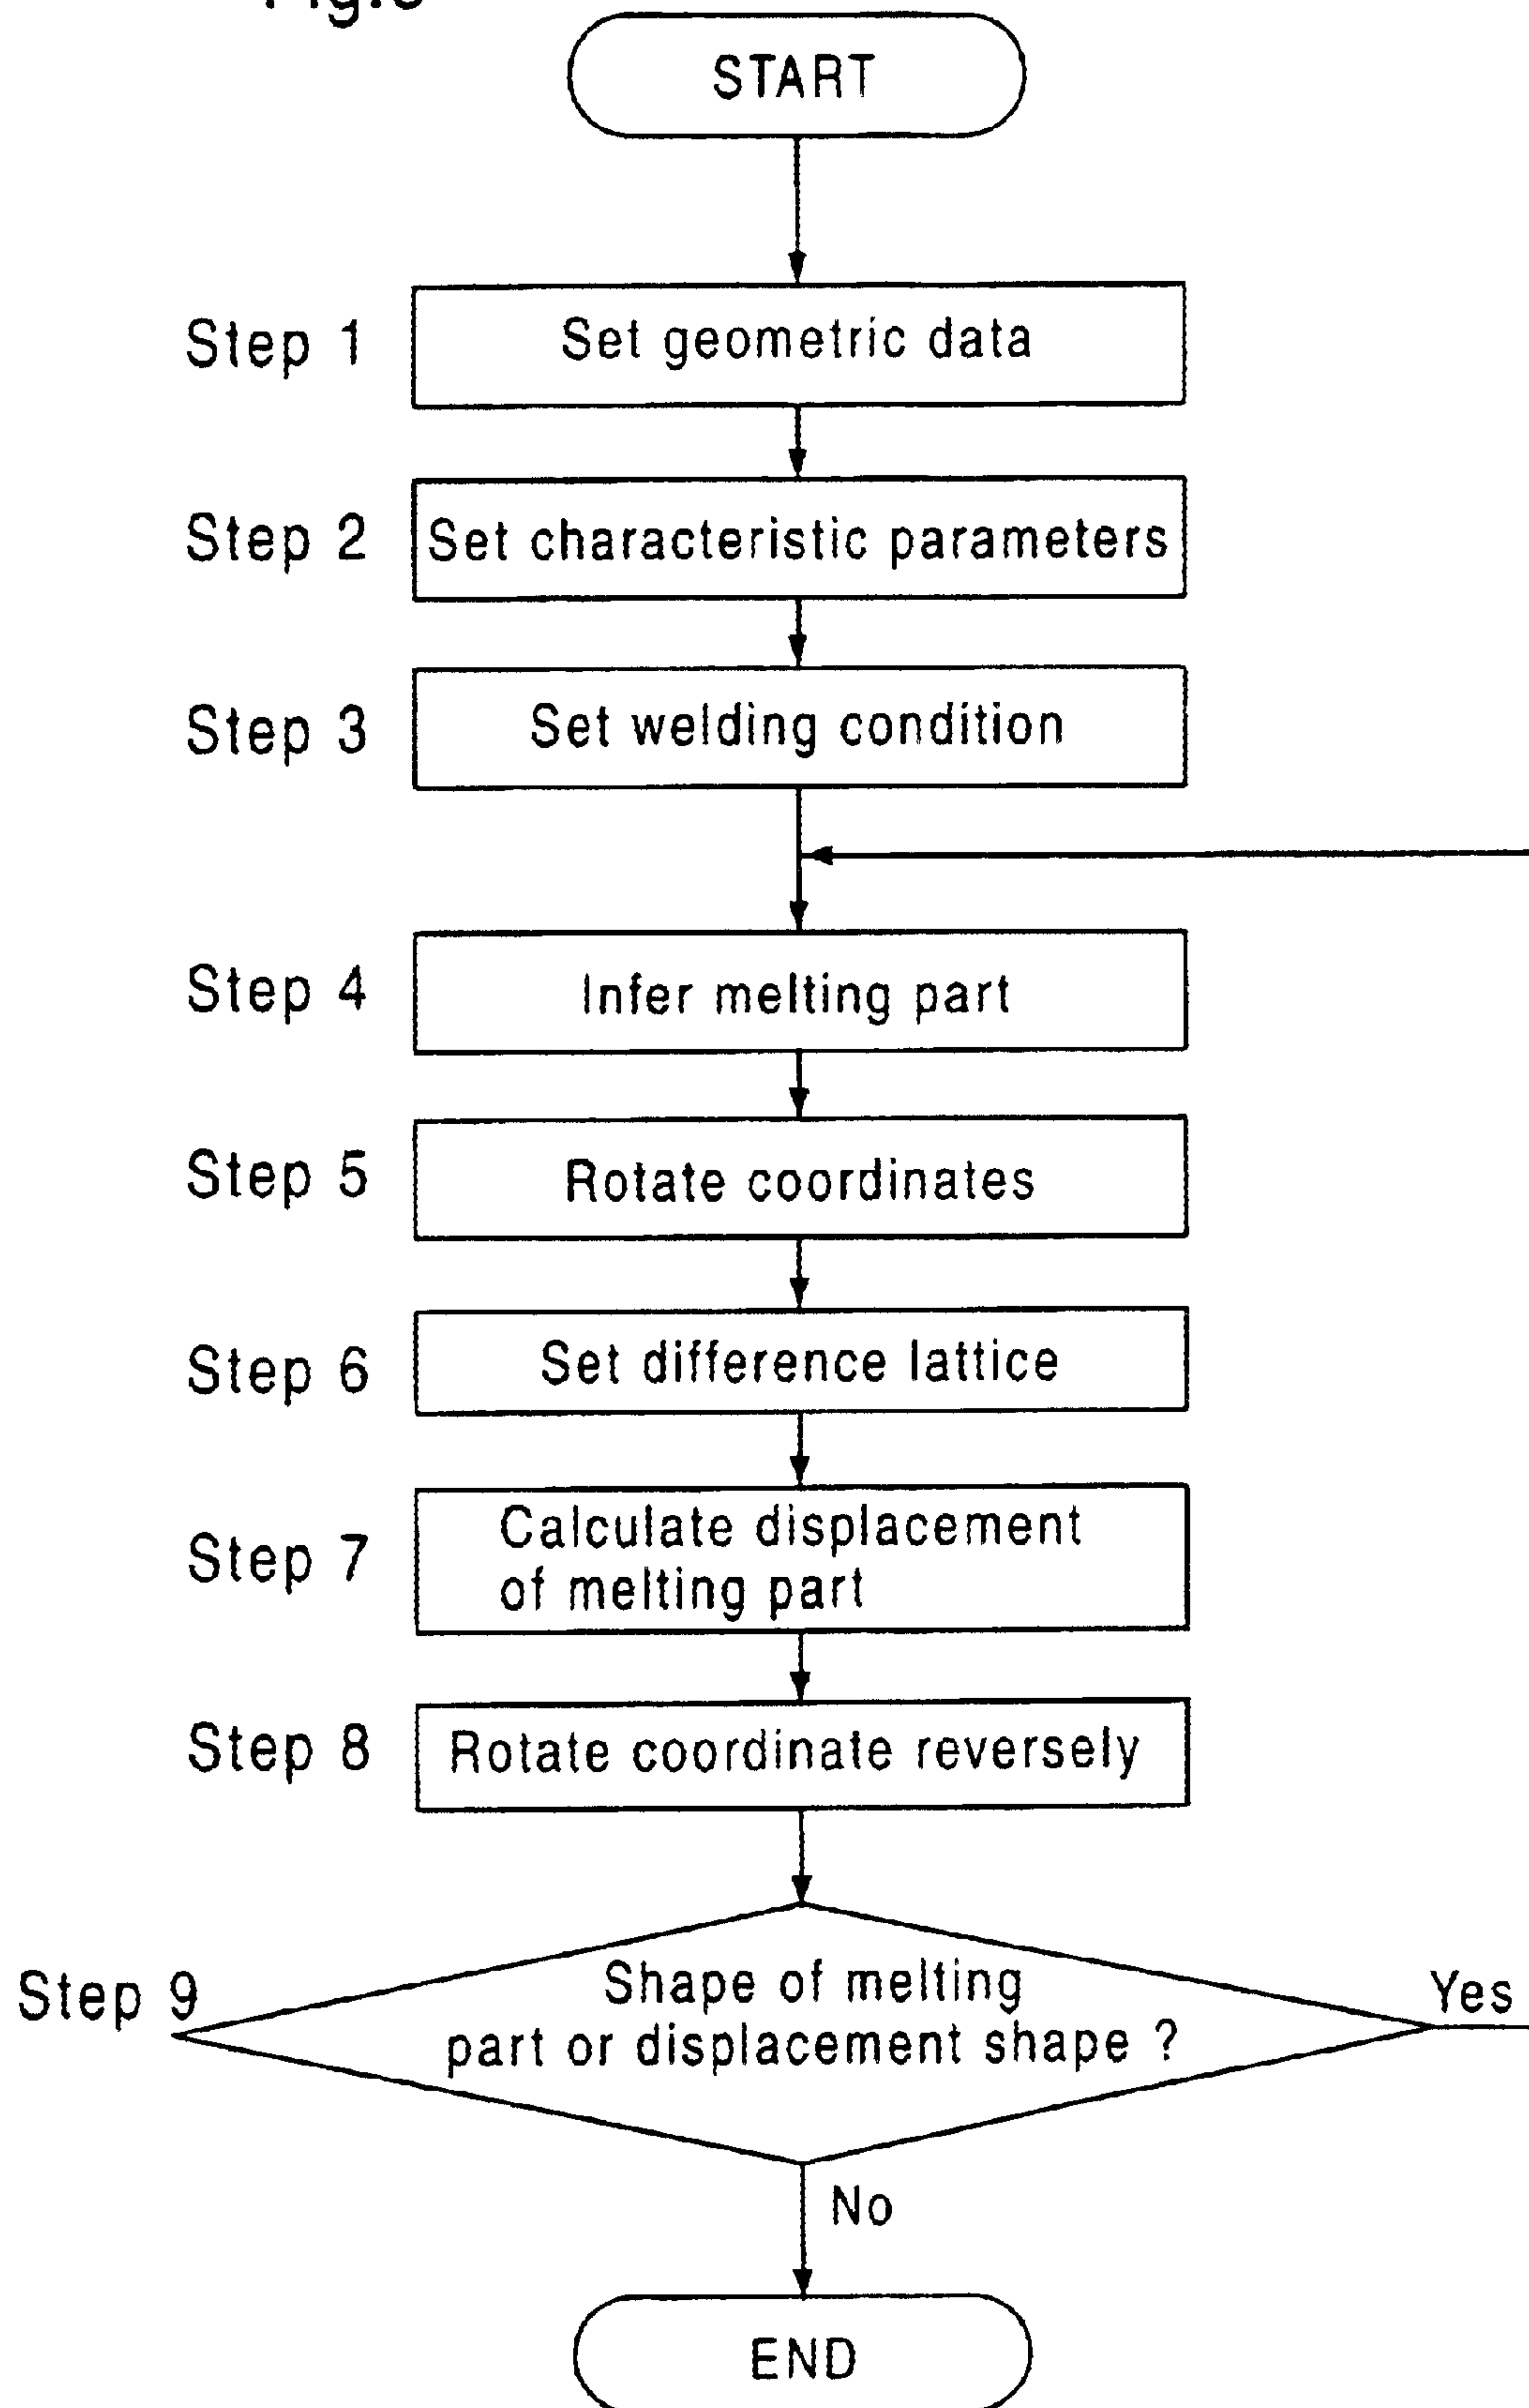 START
Step 1
Set geometric data
Step 2
Set characteristic parameters
Step 3
Set welding condition
Step 4
Infer melting part
Step 5
Rotate coordinates
Step 6
Set difference lattice
Step 7
Calculate displacement
of melting part
Step 8
Rotate coordinate reversely
Step 9
Shape of melting
part or displacement shape ?
Yes
No
END